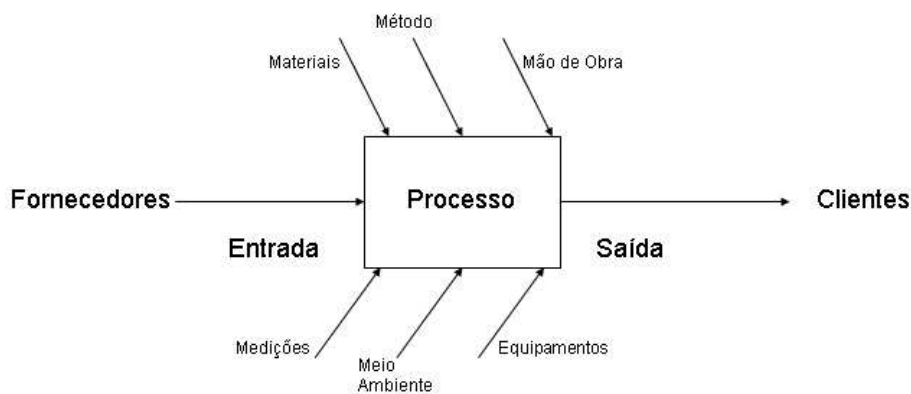 Método
Materiais
Mão de Obra
Fornecedores
Processo
Clientes
Entrada
Saída
Medições
Meio
Ambiente
Equipamentos